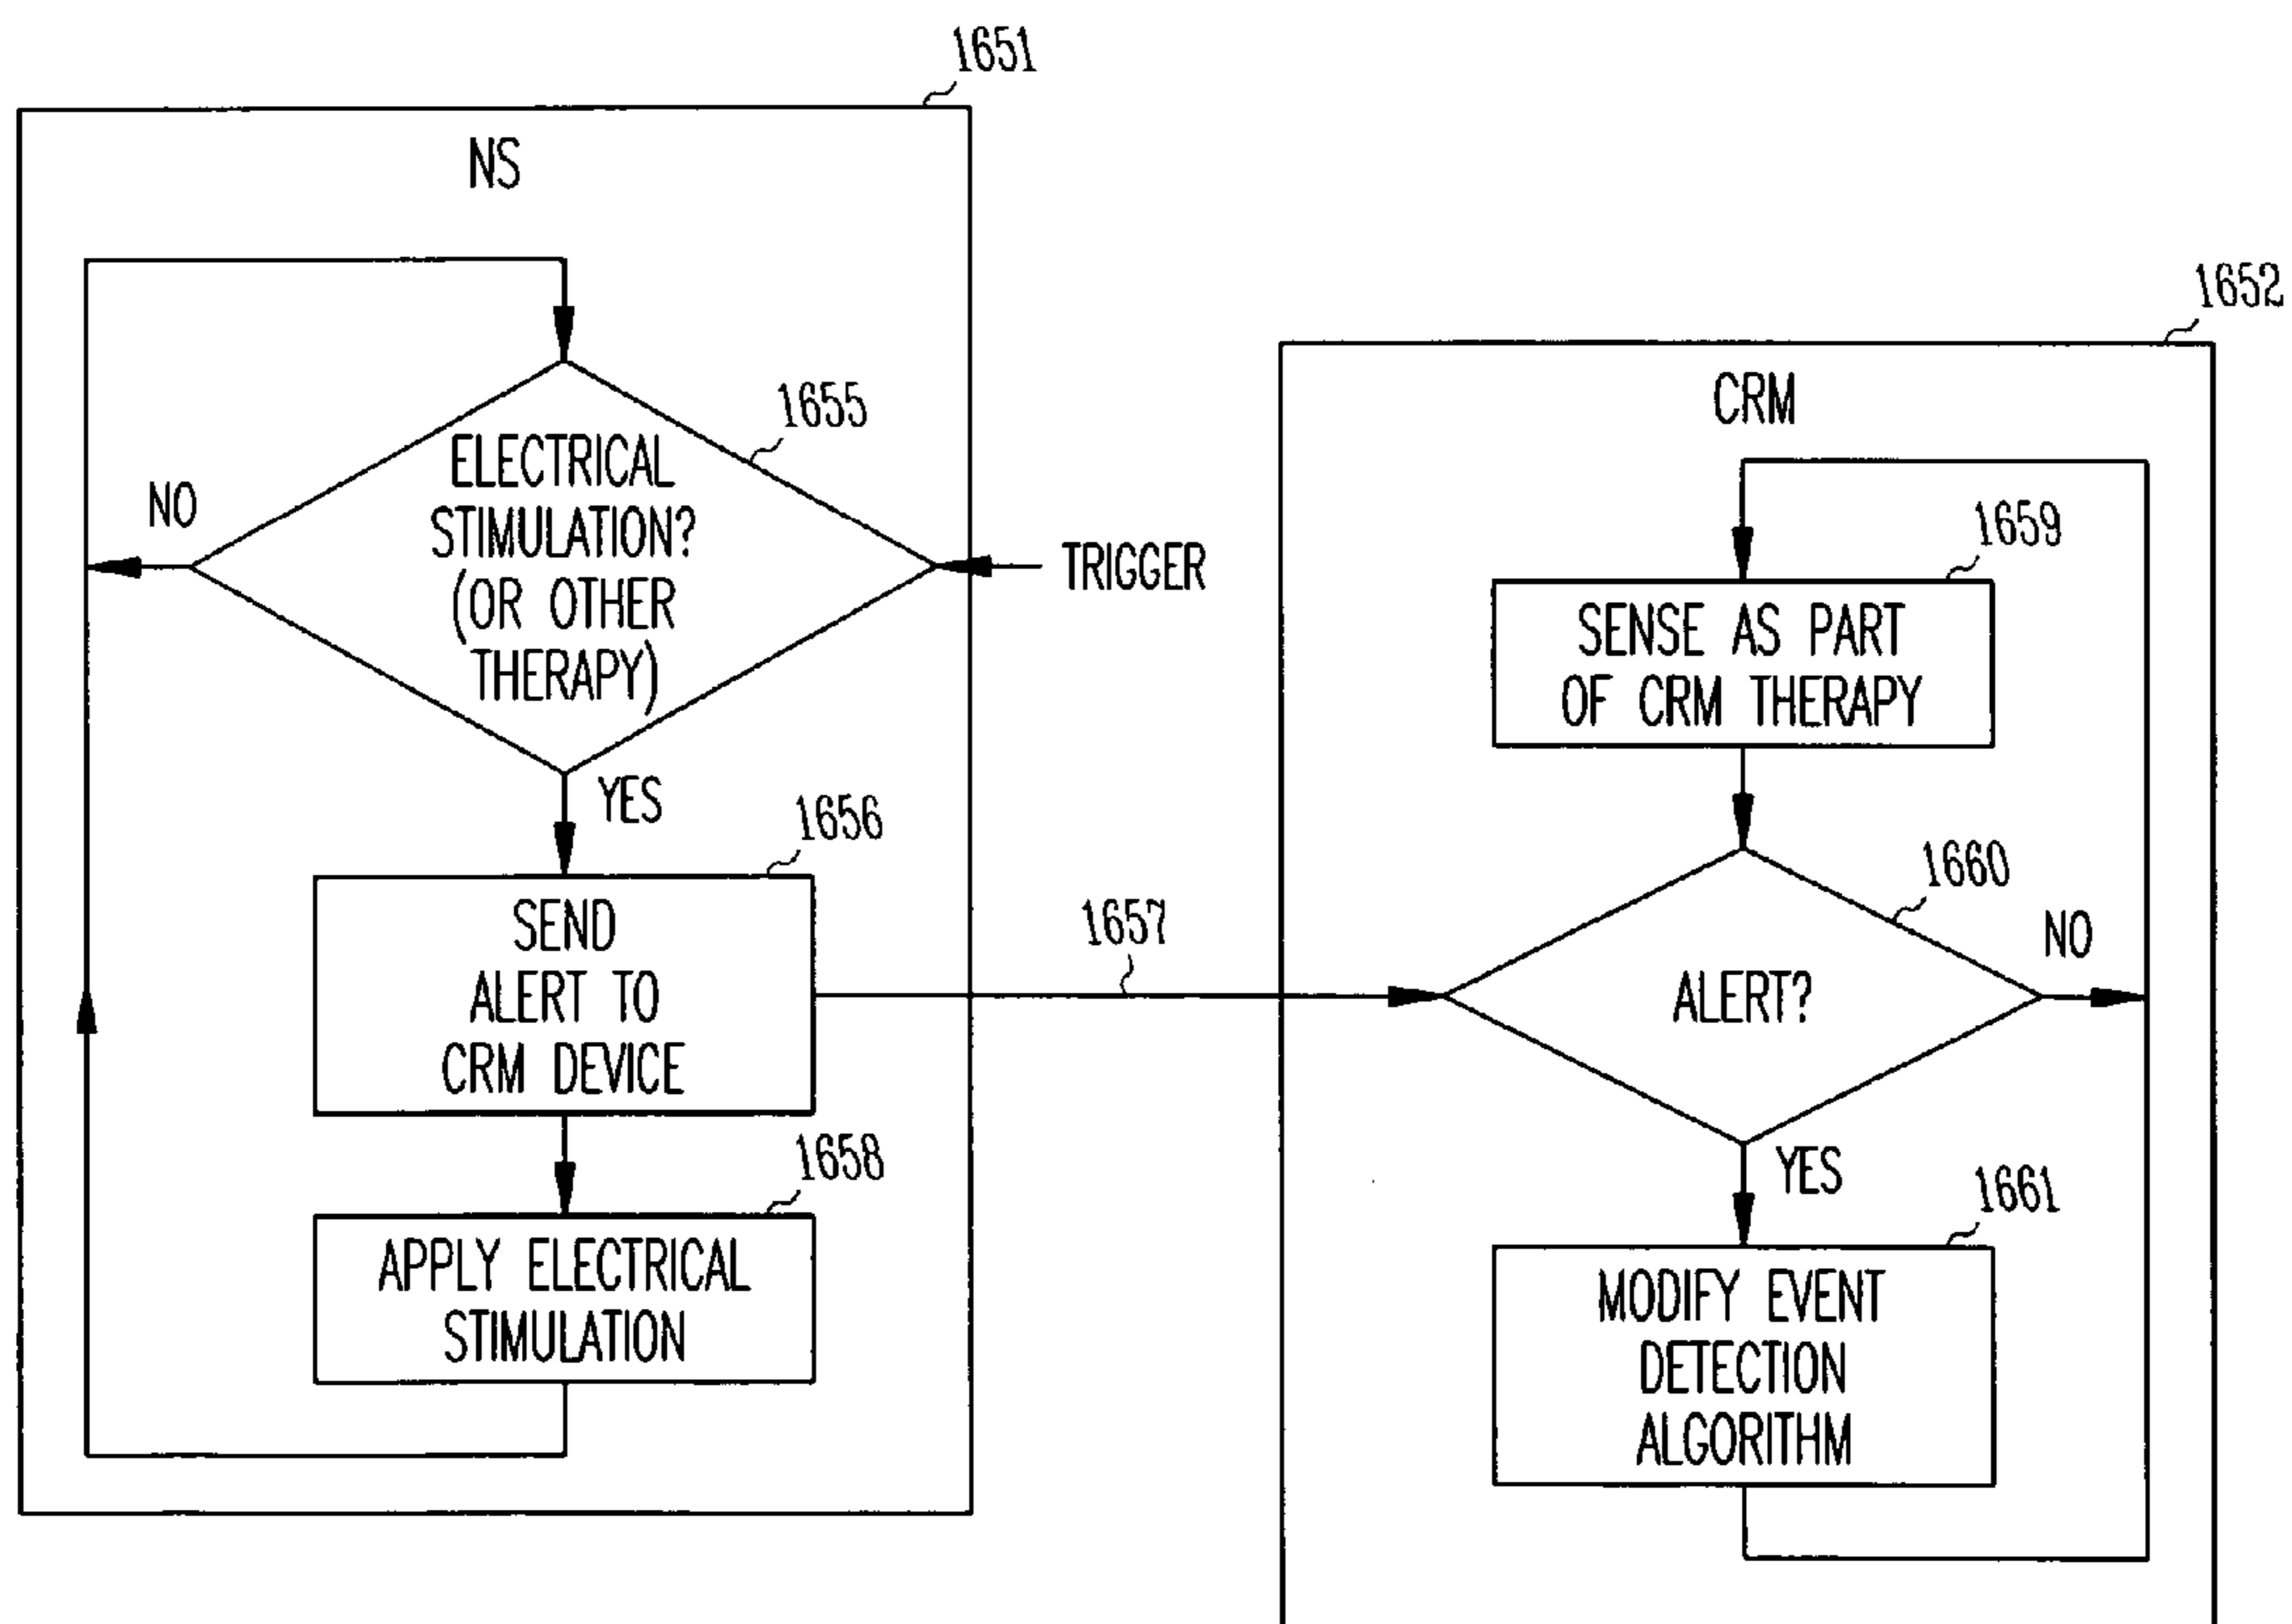 1651
NS
1655
ELECTRICAL
STIMULATION?
(OR OTHER
THERAPY)
NO
TRIGGER
YES
1656
SEND
ALERT TO
CRM DEVICE
1657
1658
APPLY ELECTRICAL
STIMULATION
1652
CRM
1659
SENSE AS PART
OF CRM THERAPY
1660
NO
ALERT?
YES
1661
MODIFY EVENT
DETECTION
ALGORITHM